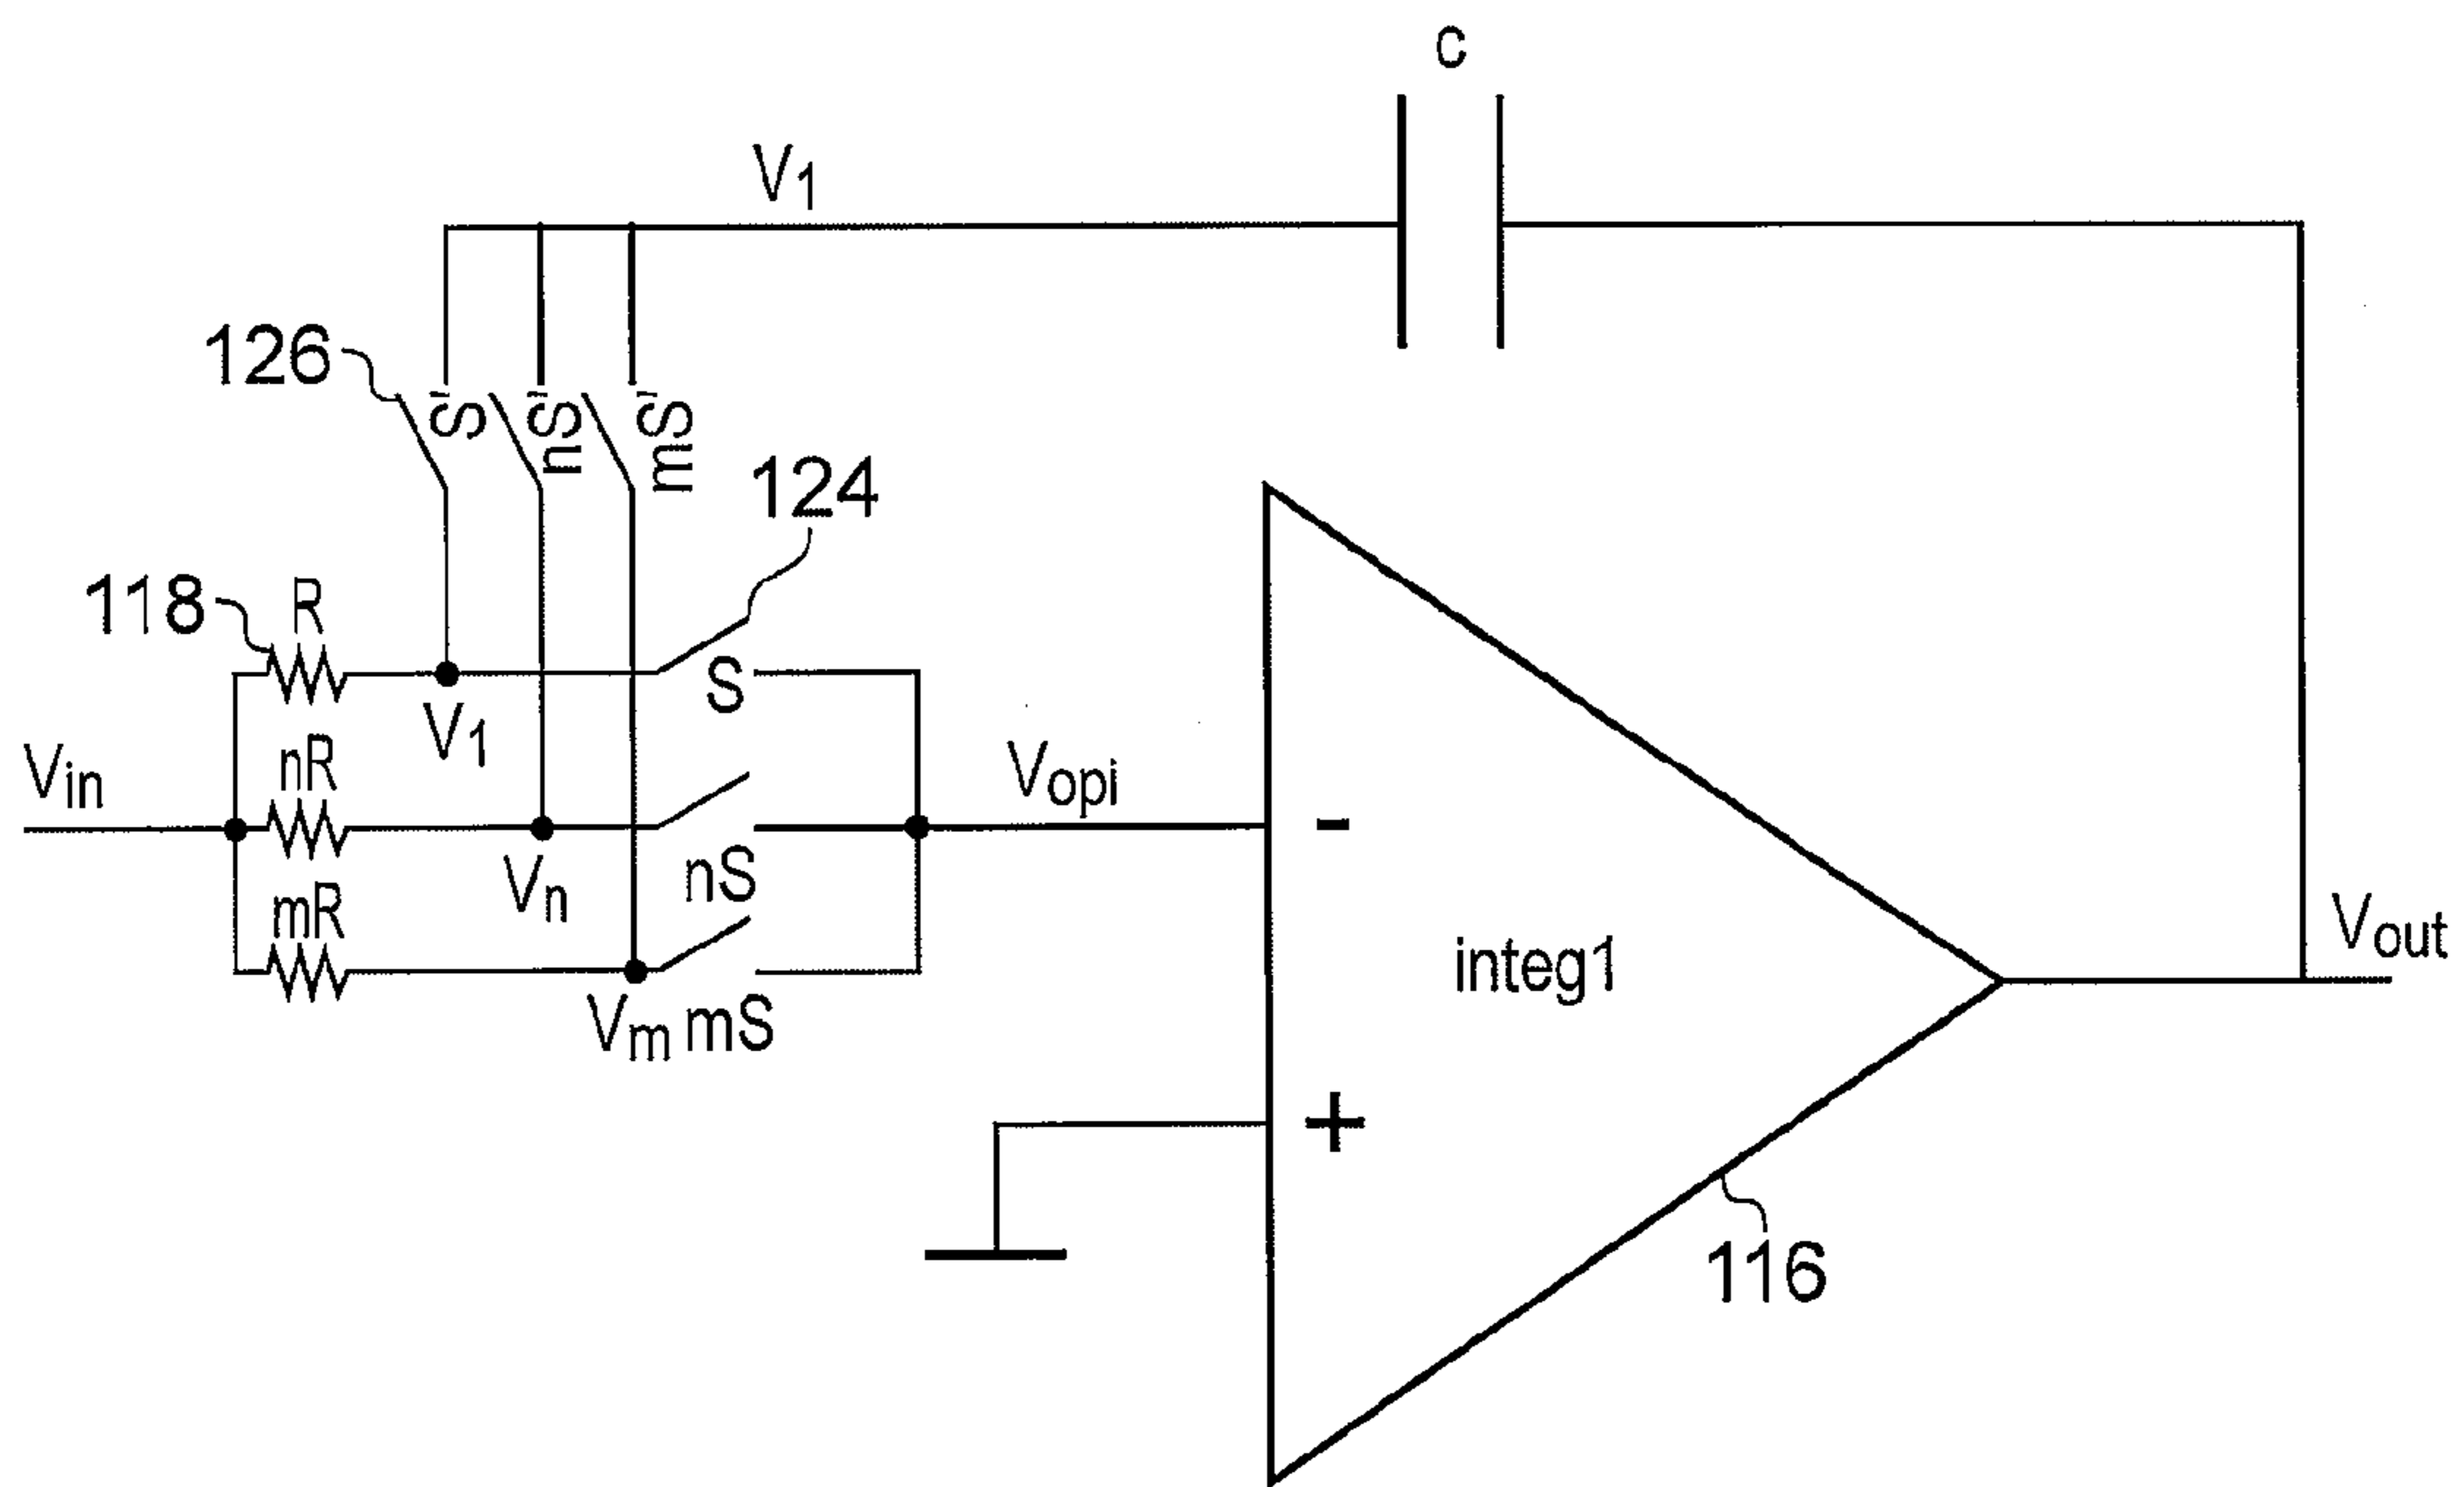 C
V1
126
S'
nS'
mS'
124
118
R
S
V1
Vin
nR
Vopi
-
Vn
nS
mR
integ1
Vout
Vm
mS
+
116